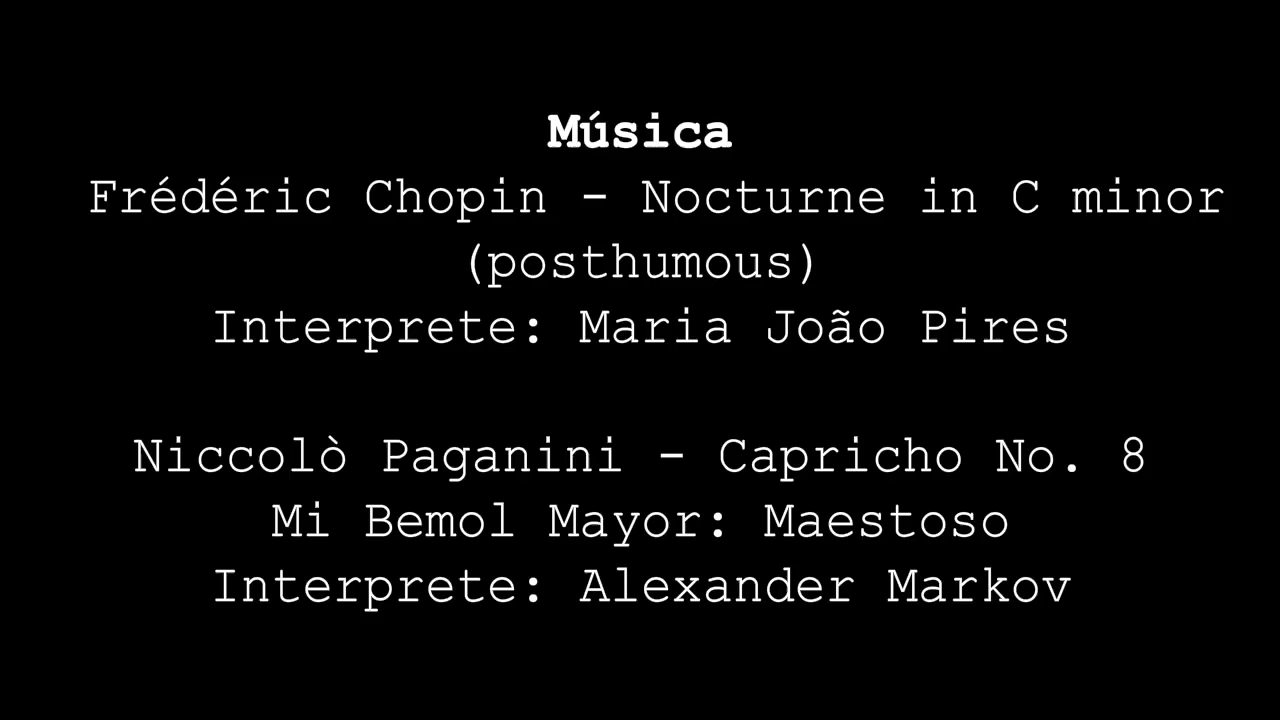 Música
Frédéric Chopin - Nocturne in C minor
(posthumous)
Interprete: Maria João Pires
Niccolò Paganini - Capricho No. 8
Mi Bemol Mayor: Maestoso
Interprete: Alexander Markov